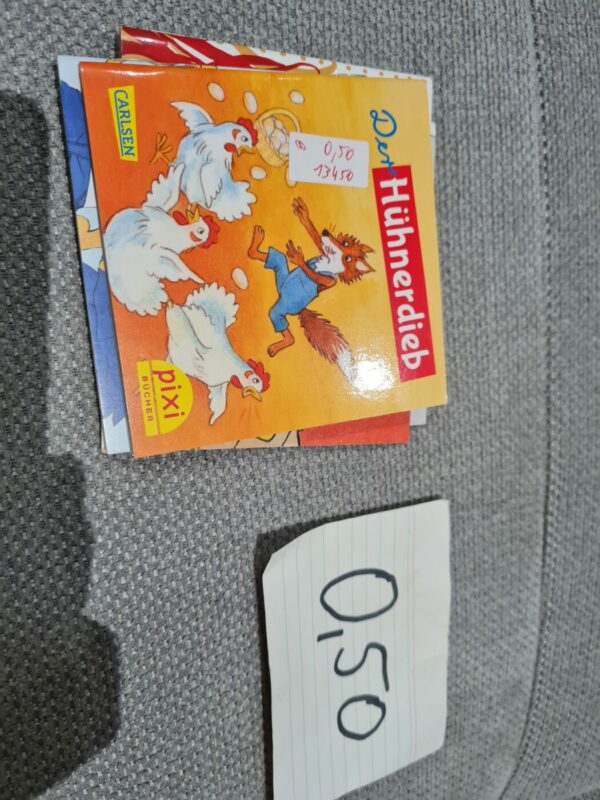 Der
Hühnerdieb
0,50
13450
CARLSEN
pixi
BÜCHER
0,50